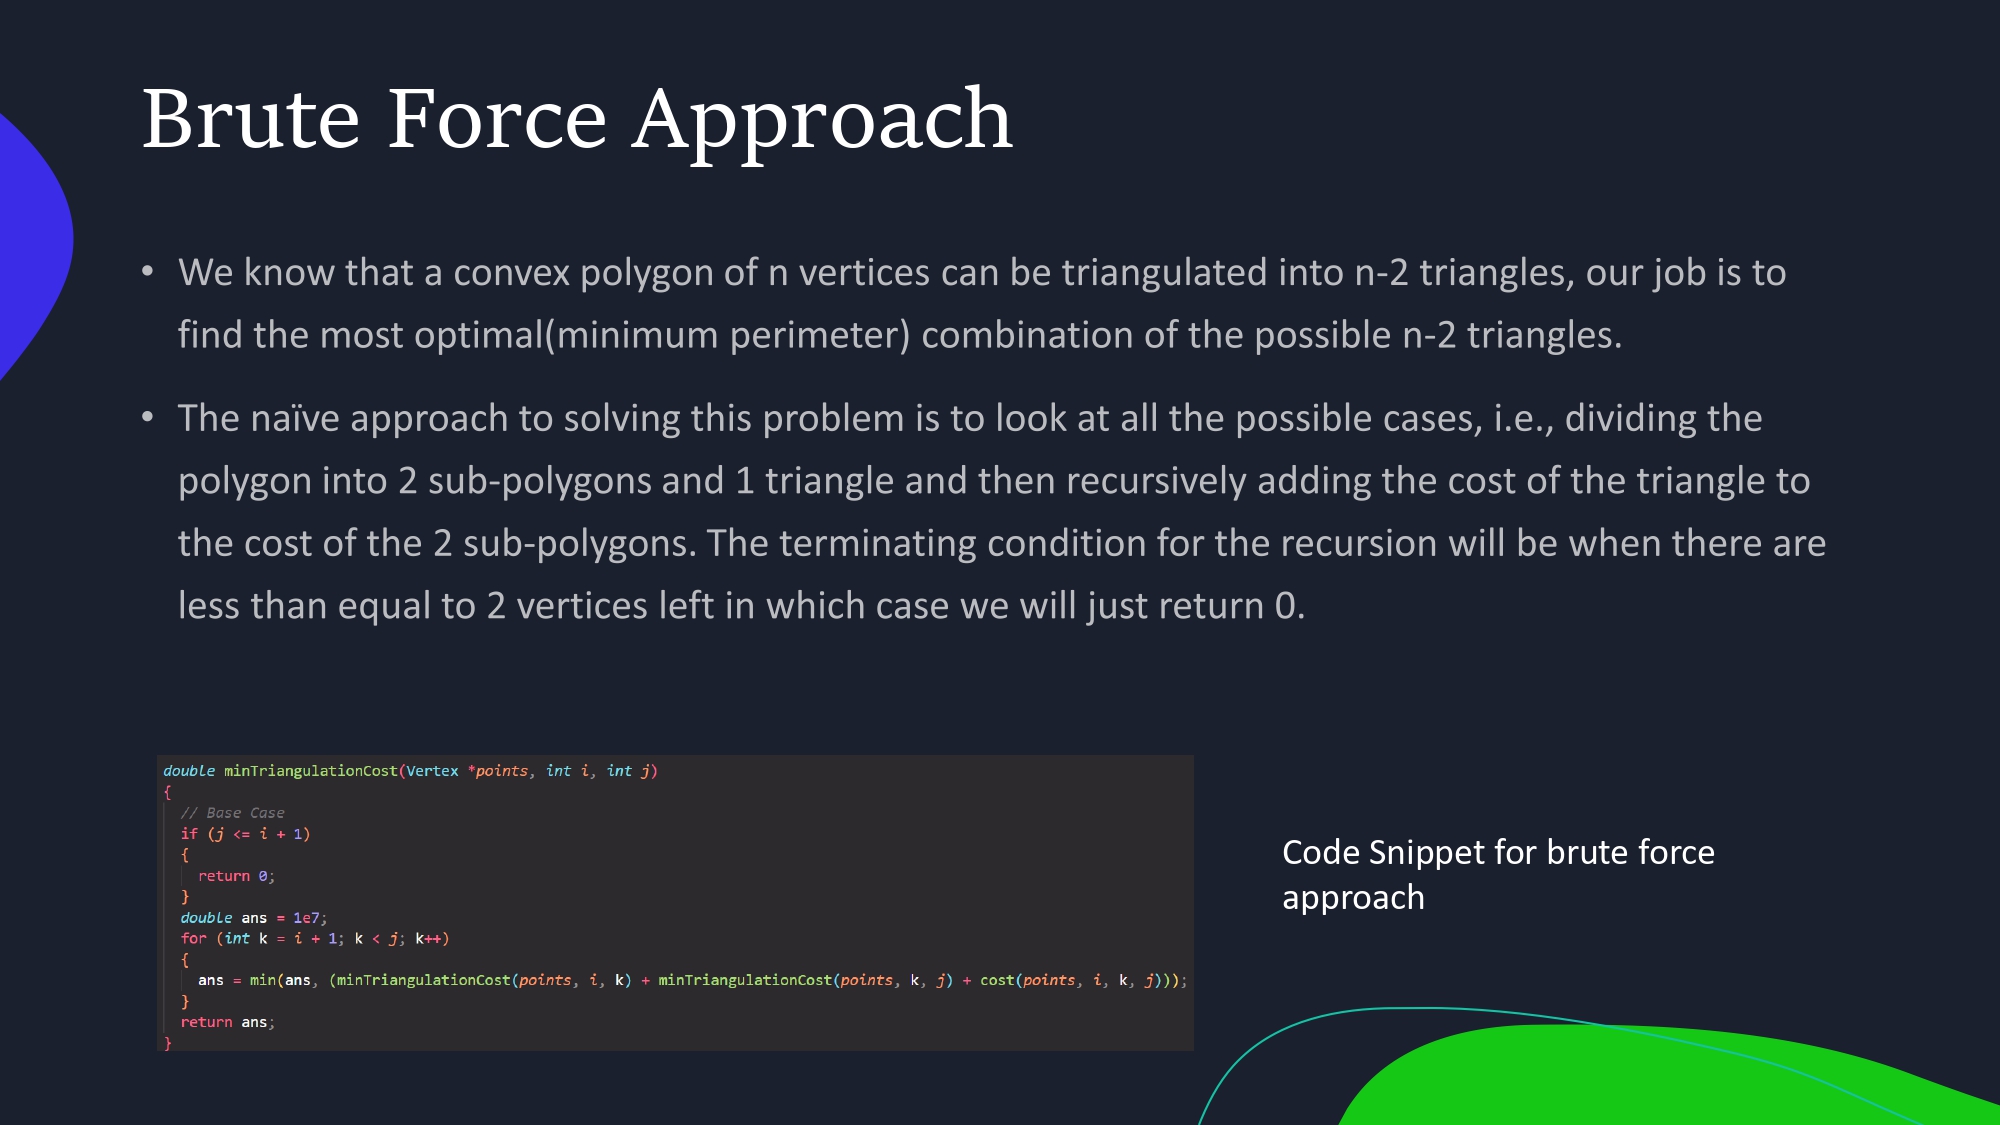 Brute Force Approach
• We know that a convex polygon of n vertices can be triangulated into n-2 triangles, our job is to
find the most optimal(minimum perimeter) combination of the possible n-2 triangles.
• The naïve approach to solving this problem is to look at all the possible cases, i.e., dividing the
polygon into 2 sub-polygons and 1 triangle and then recursively adding the cost of the triangle to
the cost of the 2 sub-polygons. The terminating condition for the recursion will be when there are
less than equal to 2 vertices left in which case we will just return 0.
double minTriangulationCost(Vertex *points, int i, int j)
{
// Base Case
if (j <= i + 1)
{
return 0;
}
double ans = 1e7;
for (int k = i + 1; k < j; k++)
{
ans = min(ans, (minTriangulationCost(points, i, k) + minTriangulationCost(points, k, j) + cost(points, i, k, j)));
}
return ans;
}
Code Snippet for brute force
approach